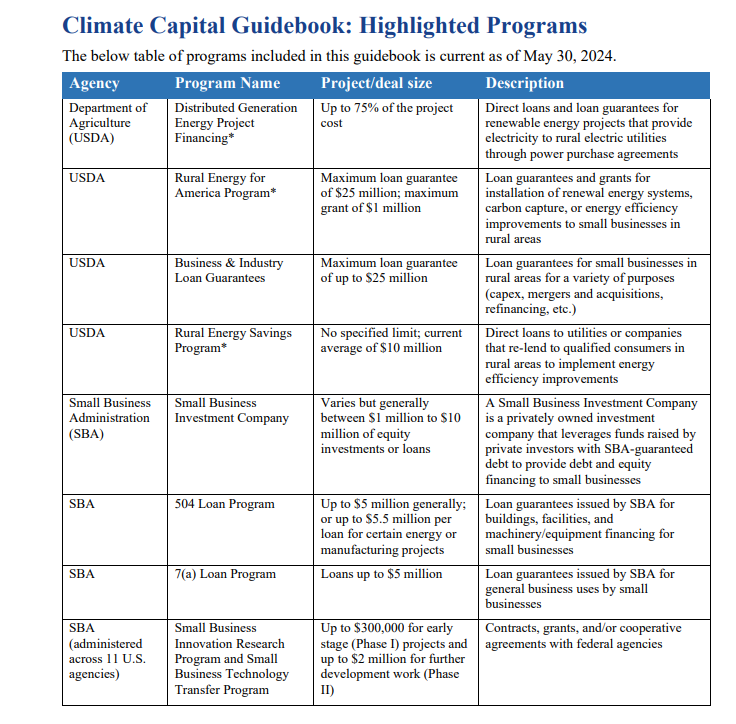 Climate Capital Guidebook: Highlighted Programs
The below table of programs included in this guidebook is current as of May 30, 2024.
Agency
Program Name
Project/deal size
Description
Department of
Agriculture
(USDA)
Distributed Generation
Energy Project
Financing*
Up to 75% of the project
cost
Direct loans and loan guarantees for
renewable energy projects that provide
electricity to rural electric utilities
through power purchase agreements
USDA
Rural Energy for
America Program*
Maximum loan guarantee
of $25 million; maximum
grant of $1 million
Loan guarantees and grants for
installation of renewal energy systems,
carbon capture, or energy efficiency
improvements to small businesses in
rural areas
USDA
Business & Industry
Loan Guarantees
Maximum loan guarantee
of up to $25 million
Loan guarantees for small businesses in
rural areas for a variety of purposes
(capex, mergers and acquisitions,
refinancing, etc.)
USDA
Rural Energy Savings
Program*
No specified limit; current
average of $10 million
Direct loans to utilities or companies
that re-lend to qualified consumers in
rural areas to implement energy
efficiency improvements
Small Business
Administration
(SBA)
Small Business
Investment Company
Varies but generally
between $1 million to $10
million of equity
investments or loans
A Small Business Investment Company
is a privately owned investment
company that leverages funds raised by
private investors with SBA-guaranteed
debt to provide debt and equity
financing to small businesses
SBA
504 Loan Program
Up to $5 million generally;
or up to $5.5 million per
loan for certain energy or
manufacturing projects
Loan guarantees issued by SBA for
buildings, facilities, and
machinery/equipment financing for
small businesses
SBA
7(a) Loan Program
Loans up to $5 million
Loan guarantees issued by SBA for
general business uses by small
businesses
SBA
(administered
across 11 U.S.
agencies)
Small Business
Innovation Research
Program and Small
Business Technology
Transfer Program
Up to $300,000 for early
stage (Phase I) projects and
up to $2 million for further
development work (Phase
II)
Contracts, grants, and/or cooperative
agreements with federal agencies